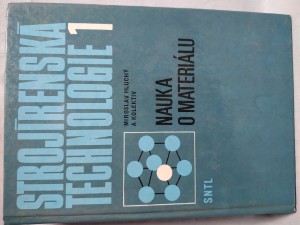 STROJÍRENSKÁ
TECHNOLOGIE 1
MIROSLAV HLUCHÝ
A KOLEKTIV
NAUKA
O MATERIÁLU
SNTL